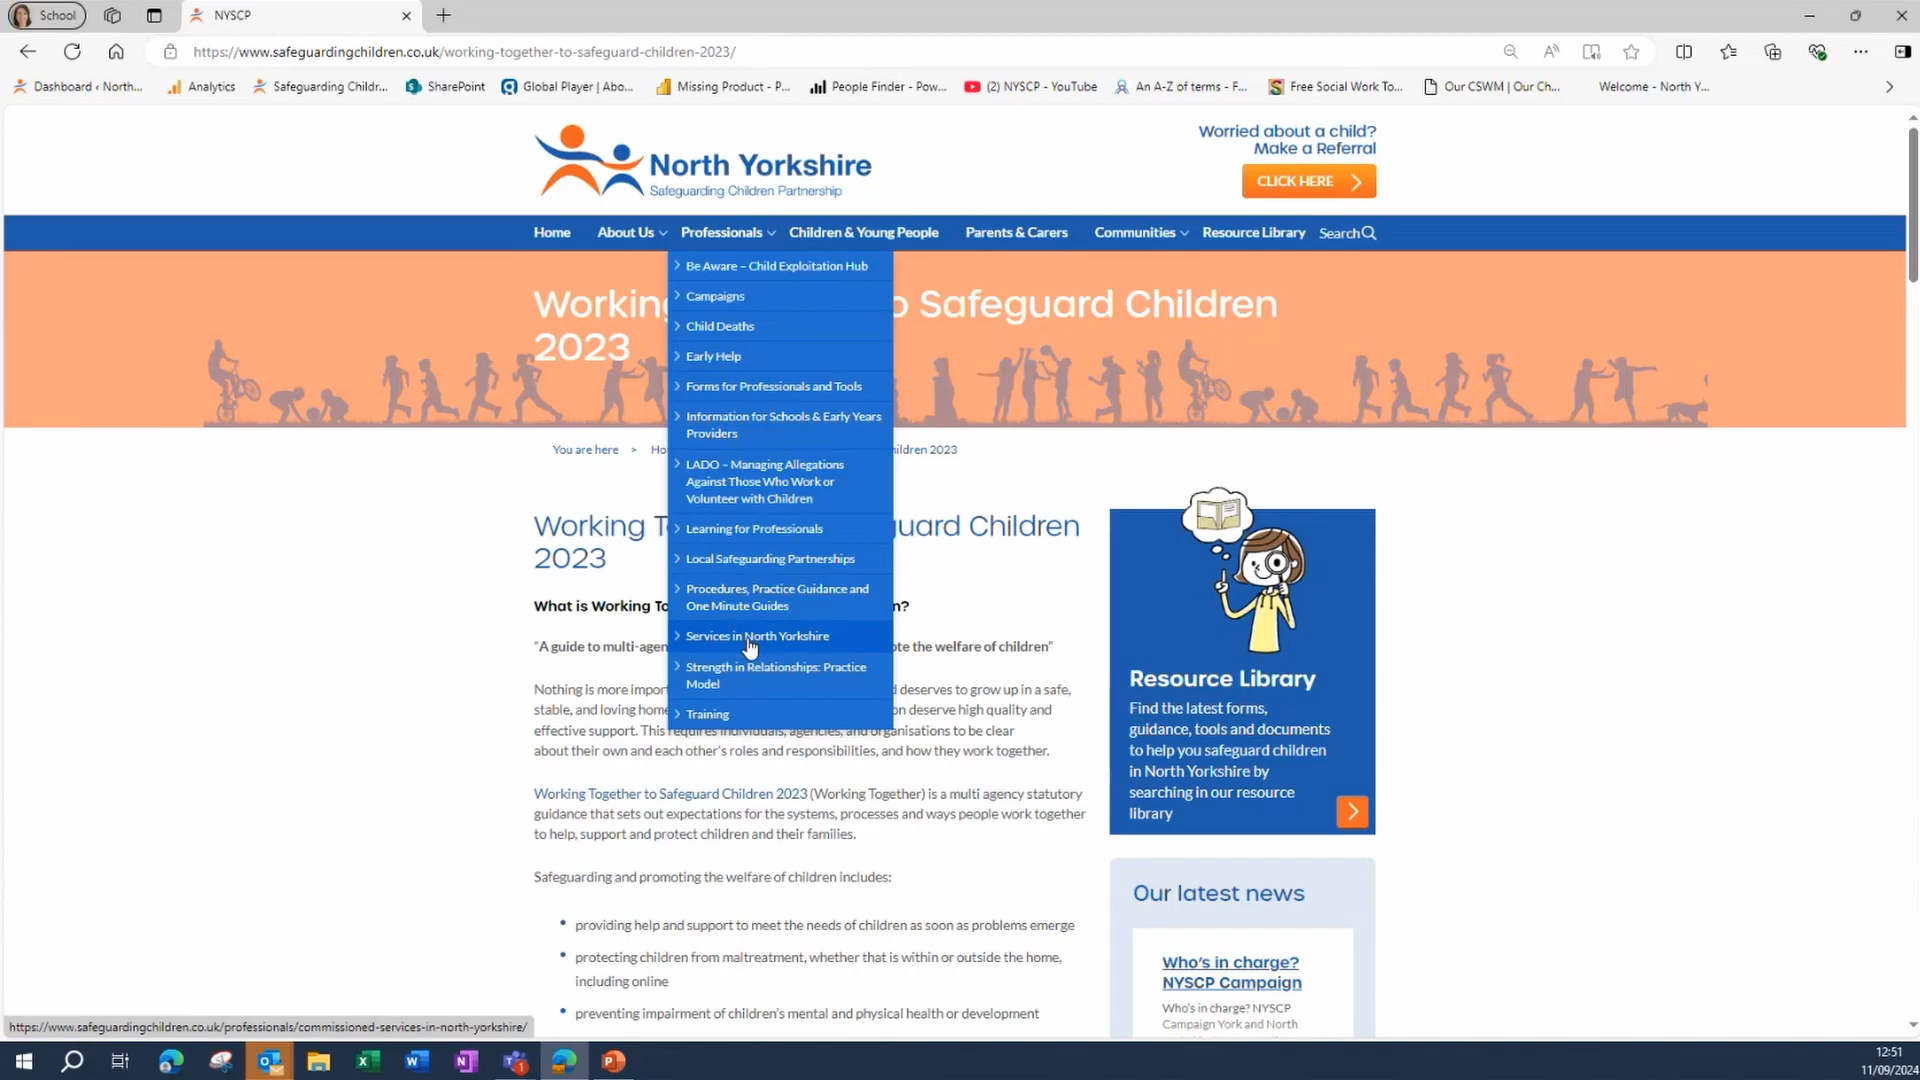 School
NYSCP
https://www.safeguardingchildren.co.uk/working-together-to-safeguard-children-2023/
Dashboard ‹ North...
Analytics
Safeguarding Childr...
SharePoint
Global Player | Abo...
Missing Product - P...
People Finder - Pow...
(2) NYSCP - YouTube
An A-Z of terms - F...
Free Social Work To...
Our CSWM | Our Ch...
Welcome - North Y...
North Yorkshire
Safeguarding Children Partnership
Worried about a child?
Make a Referral
CLICK HERE
Home
About Us
Professionals
Children & Young People
Parents & Carers
Communities
Resource Library
Search
Be Aware – Child Exploitation Hub
Campaigns
Child Deaths
Early Help
Forms for Professionals and Tools
Information for Schools & Early Years
Providers
LADO – Managing Allegations
Against Those Who Work or
Volunteer with Children
Learning for Professionals
Local Safeguarding Partnerships
Procedures, Practice Guidance and
One Minute Guides
Services in North Yorkshire
Strength in Relationships: Practice
Model
Training
Working Safeguard Children
2023
You are here > Ho ildren 2023
Working T guard Children
2023
What is Working To n?
"A guide to multi-agen ote the welfare of children"
Nothing is more impor d deserves to grow up in a safe,
stable, and loving home on deserve high quality and
effective support. This requires individuals, agencies, and organisations to be clear
about their own and each other's roles and responsibilities, and how they work together.
Working Together to Safeguard Children 2023 (Working Together) is a multi agency statutory
guidance that sets out expectations for the systems, processes and ways people work together
to help, support and protect children and their families.
Safeguarding and promoting the welfare of children includes:
• providing help and support to meet the needs of children as soon as problems emerge
• protecting children from maltreatment, whether that is within or outside the home,
including online
• preventing impairment of children's mental and physical health or development
Resource Library
Find the latest forms,
guidance, tools and documents
to help you safeguard children
in North Yorkshire by
searching in our resource
library
Our latest news
Who's in charge?
NYSCP Campaign
Who's in charge? NYSCP
Campaign York and North
https://www.safeguardingchildren.co.uk/professionals/commissioned-services-in-north-yorkshire/
12:51
11/09/2024